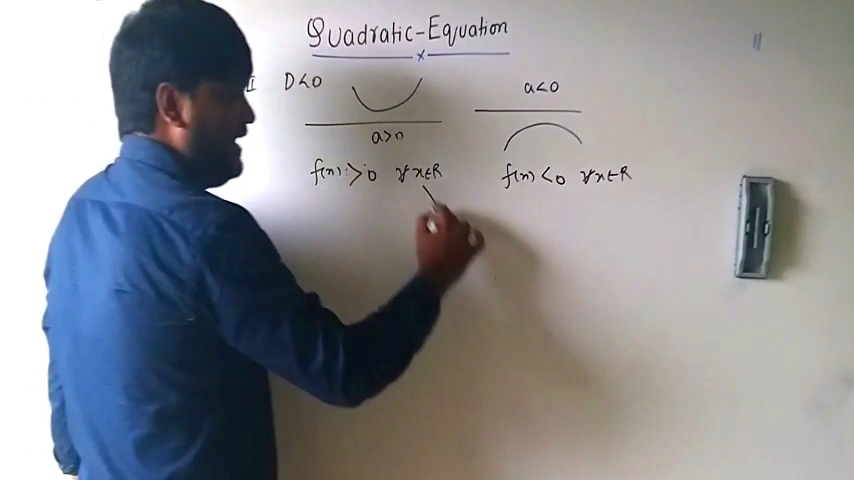 Quadratic-Equation
x
II D<0
a<0
a>0
f(x) > 0 ∀ x∈R
f(x) < 0 ∀ x∈R